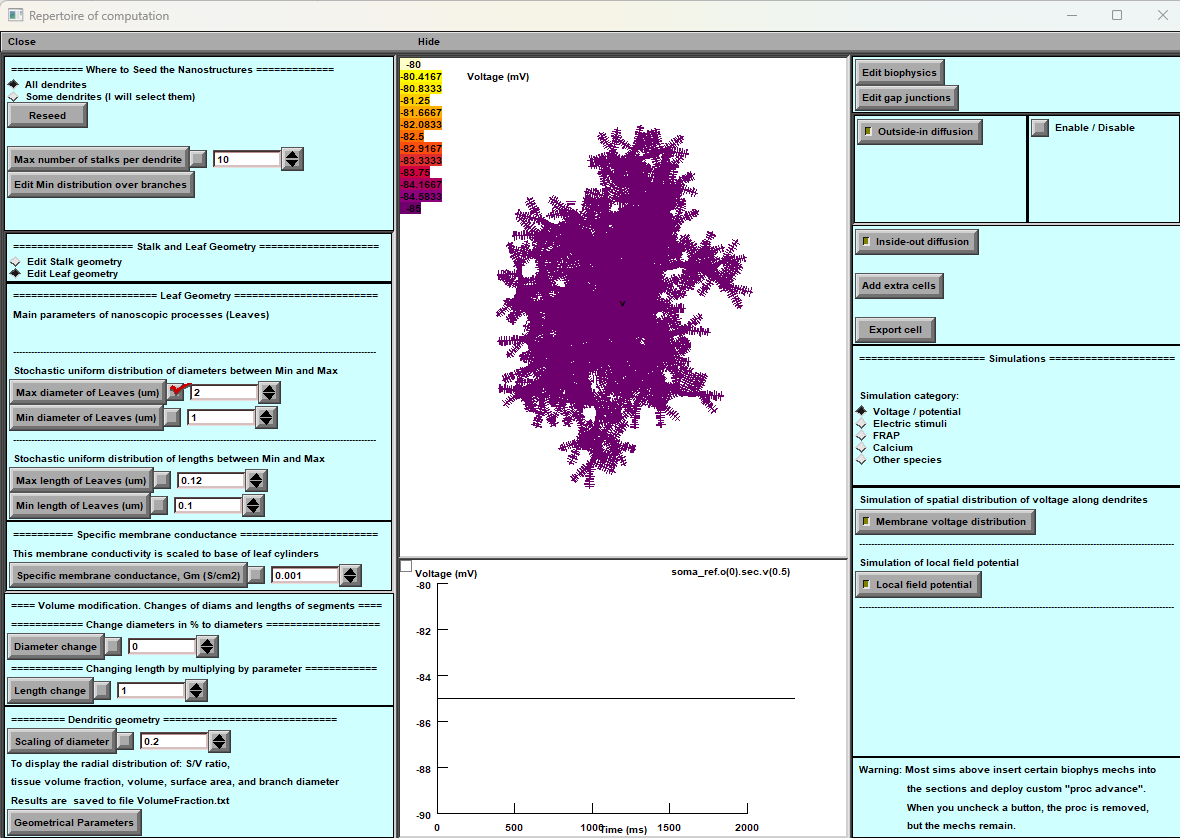 Repertoire of computation
Close
Hide
============ Where to Seed the Nanostructures =============
All dendrites
Some dendrites (I will select them)
Reseed
Max number of stalks per dendrite
10
Edit Min distribution over branches
==================== Stalk and Leaf Geometry ====================
Edit Stalk geometry
Edit Leaf geometry
======================== Leaf Geometry ========================
Main parameters of nanoscopic processes (Leaves)
Stochastic uniform distribution of diameters between Min and Max
Max diameter of Leaves (um)
2
Min diameter of Leaves (um)
1
Stochastic uniform distribution of lengths between Min and Max
Max length of Leaves (um)
0.12
Min length of Leaves (um)
0.1
========== Specific membrane conductance =======================
This membrane conductivity is scaled to base of leaf cylinders
Specific membrane conductance, Gm (S/cm2)
0.001
==== Volume modification. Changes of diams and lengths of segments ====
============ Change diameters in % to diameters ===================
Diameter change
0
============ Changing length by multiplying by parameter ============
Length change
1
========= Dendritic geometry =============================
Scaling of diameter
0.2
To display the radial distribution of: S/V ratio,
tissue volume fraction, volume, surface area, and branch diameter
Results are saved to file VolumeFraction.txt
Geometrical Parameters
-80
-80.4167
-80.8333
-81.25
-81.6667
-82.0833
-82.5
-82.9167
-83.3333
-83.75
-84.1667
-84.5833
-85
Voltage (mV)
v
Voltage (mV)
soma_ref.o(0).sec.v(0.5)
-80
-82
-84
-86
-88
-90
0
500
1000
Time (ms)
2000
Edit biophysics
Edit gap junctions
Outside-in diffusion
Enable / Disable
Inside-out diffusion
Add extra cells
Export cell
===================== Simulations =====================
Simulation category:
Voltage / potential
Electric stimuli
FRAP
Calcium
Other species
Simulation of spatial distribution of voltage along dendrites
Membrane voltage distribution
Simulation of local field potential
Local field potential
Warning: Most sims above insert certain biophys mechs into
the sections and deploy custom "proc advance".
When you uncheck a button, the proc is removed,
but the mechs remain.